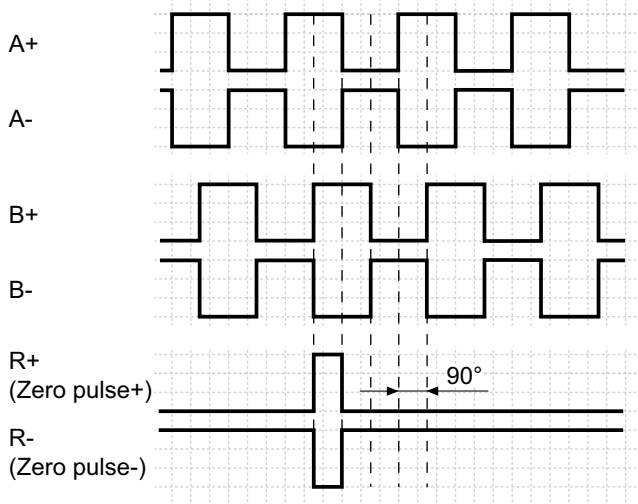 A+
A-
B+
B-
R+
(Zero pulse+)
90°
R-
(Zero pulse-)